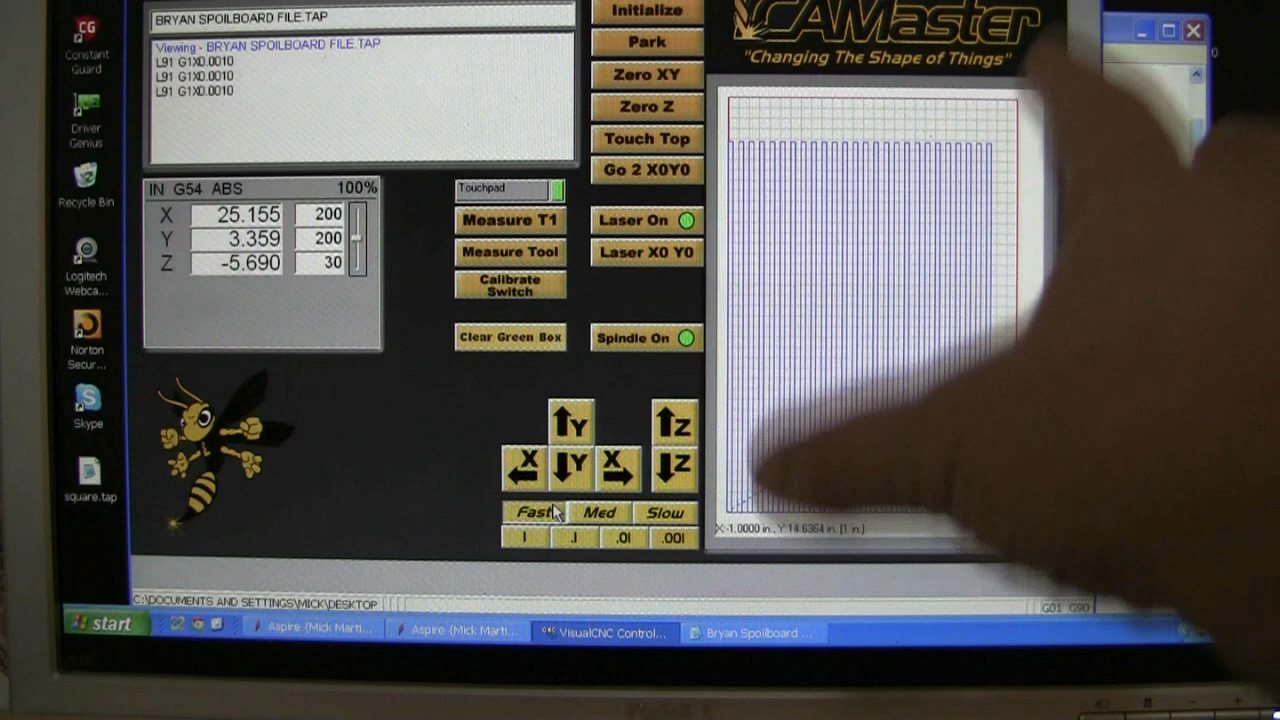 CG
Constant
Guard
Driver
Genius
Recycle Bin
Logitech
Webca...
Norton
Secur...
Skype
square.tap
BRYAN SPOILBOARD FILE.TAP
Viewing - BRYAN SPOILBOARD FILE.TAP
L91 G1X0.0010
L91 G1X0.0010
L91 G1X0.0010
IN G54 ABS 100%
X 25.155 200
Y 3.359 200
Z -5.690 30
Touchpad
Measure T1
Measure Tool
Calibrate
Switch
Clear Green Box
Initialize
Park
Zero XY
Zero Z
Touch Top
Go 2 X0Y0
Laser On
Laser X0 Y0
Spindle On
Y Z
X Y X Z
Fast Med Slow
1 .1 .01 .001
CAMaster
"Changing The Shape of Things"
X:-1.0000 in., Y:14.6364 in. [1 in.]
C:\DOCUMENTS AND SETTINGS\MICK\DESKTOP
G01 G90
start
Aspire {Mick Marti...
Aspire {Mick Marti...
VisualCNC Control...
Bryan Spoilboard ...